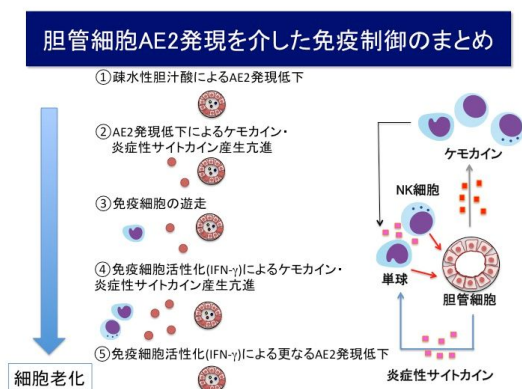 胆管細胞AE2発現を介した免疫制御のまとめ
①疎水性胆汁酸によるAE2発現低下
②AE2発現低下によるケモカイン・
炎症性サイトカイン産生亢進
③免疫細胞の遊走
④免疫細胞活性化(IFN-γ)によるケモカイン・
炎症性サイトカイン産生亢進
⑤免疫細胞活性化(IFN-γ)による更なるAE2発現低下
細胞老化
ケモカイン
NK細胞
単球
胆管細胞
炎症性サイトカイン